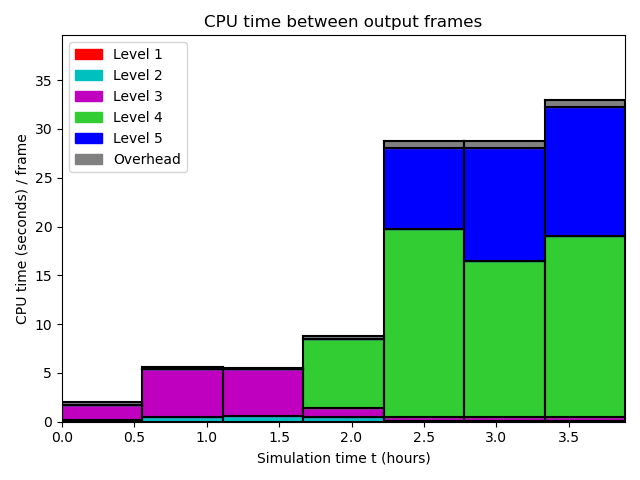 CPU time between output frames
Level 1
Level 2
Level 3
Level 4
Level 5
Overhead
CPU time (seconds) / frame
35
30
25
20
15
10
5
0
0.0 0.5 1.0 1.5 2.0 2.5 3.0 3.5
Simulation time t (hours)